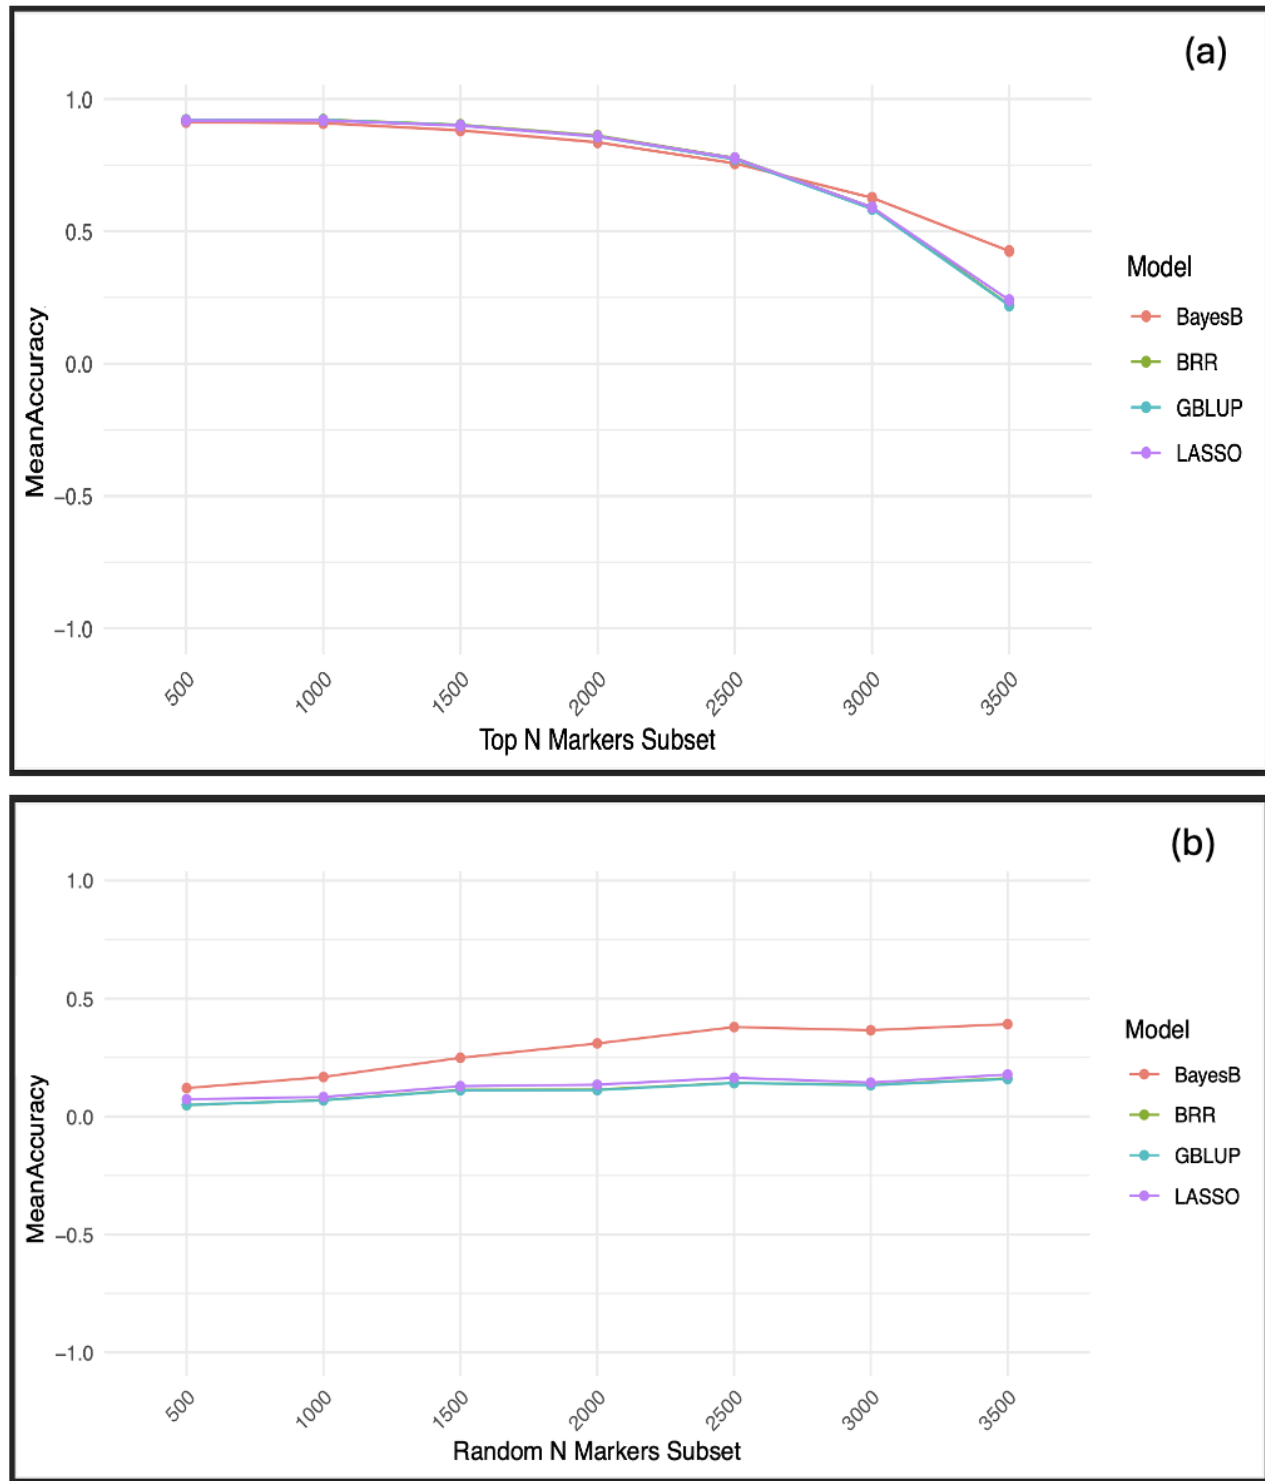 (a)
1.0
0.5
0.0
−0.5
−1.0
MeanAccuracy
500
1000
1500
2000
2500
3000
3500
Top N Markers Subset
Model
BayesB
BRR
GBLUP
LASSO
(b)
1.0
0.5
0.0
−0.5
−1.0
MeanAccuracy
500
1000
1500
2000
2500
3000
3500
Random N Markers Subset
Model
BayesB
BRR
GBLUP
LASSO